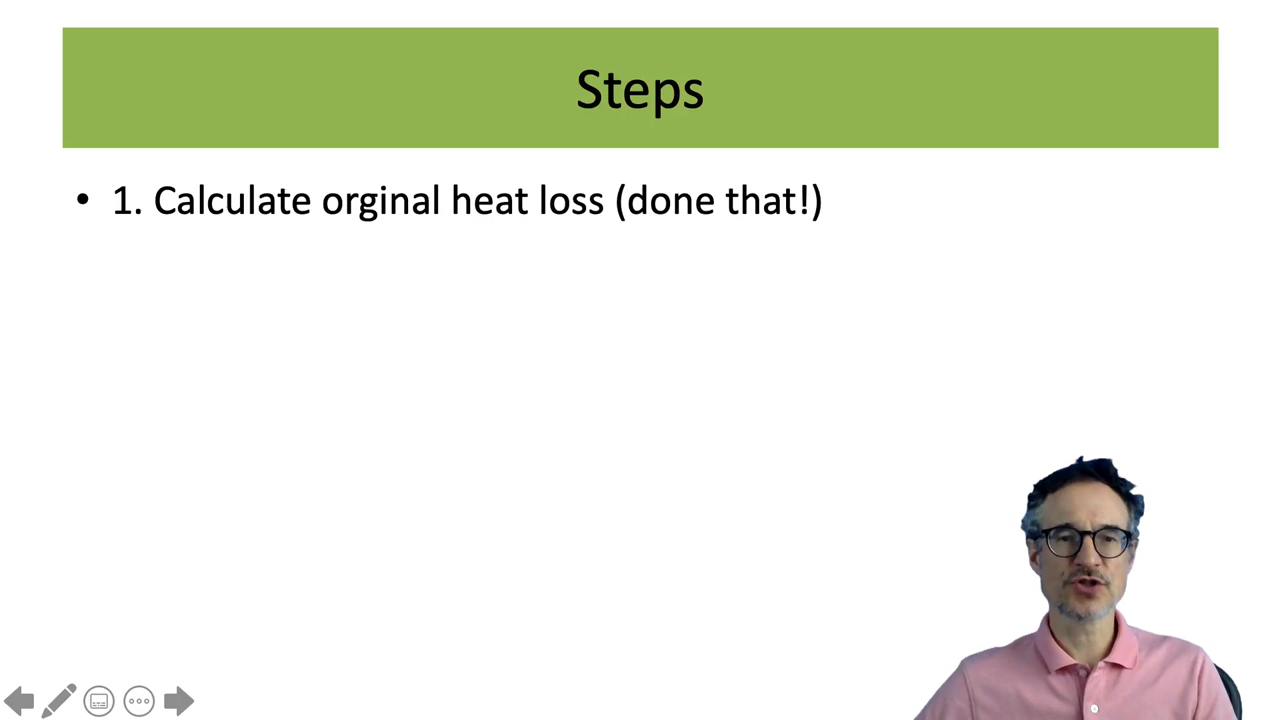 Steps
• 1. Calculate orginal heat loss (done that!)